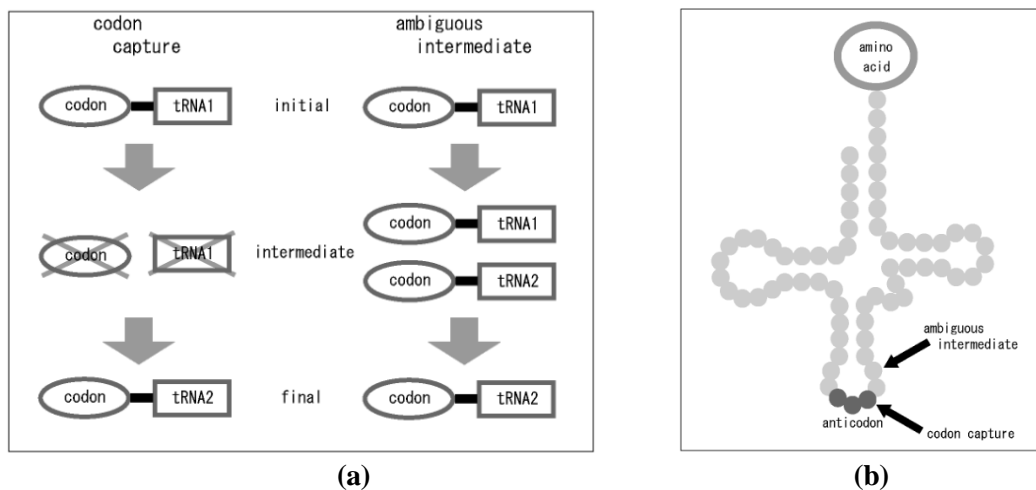 codon
capture
ambiguous
intermediate
codon
tRNA1
initial
codon
tRNA1
codon
tRNA1
intermediate
codon
tRNA1
codon
tRNA2
codon
tRNA2
final
codon
tRNA2
(a)
amino
acid
ambiguous
intermediate
anticodon
codon capture
(b)